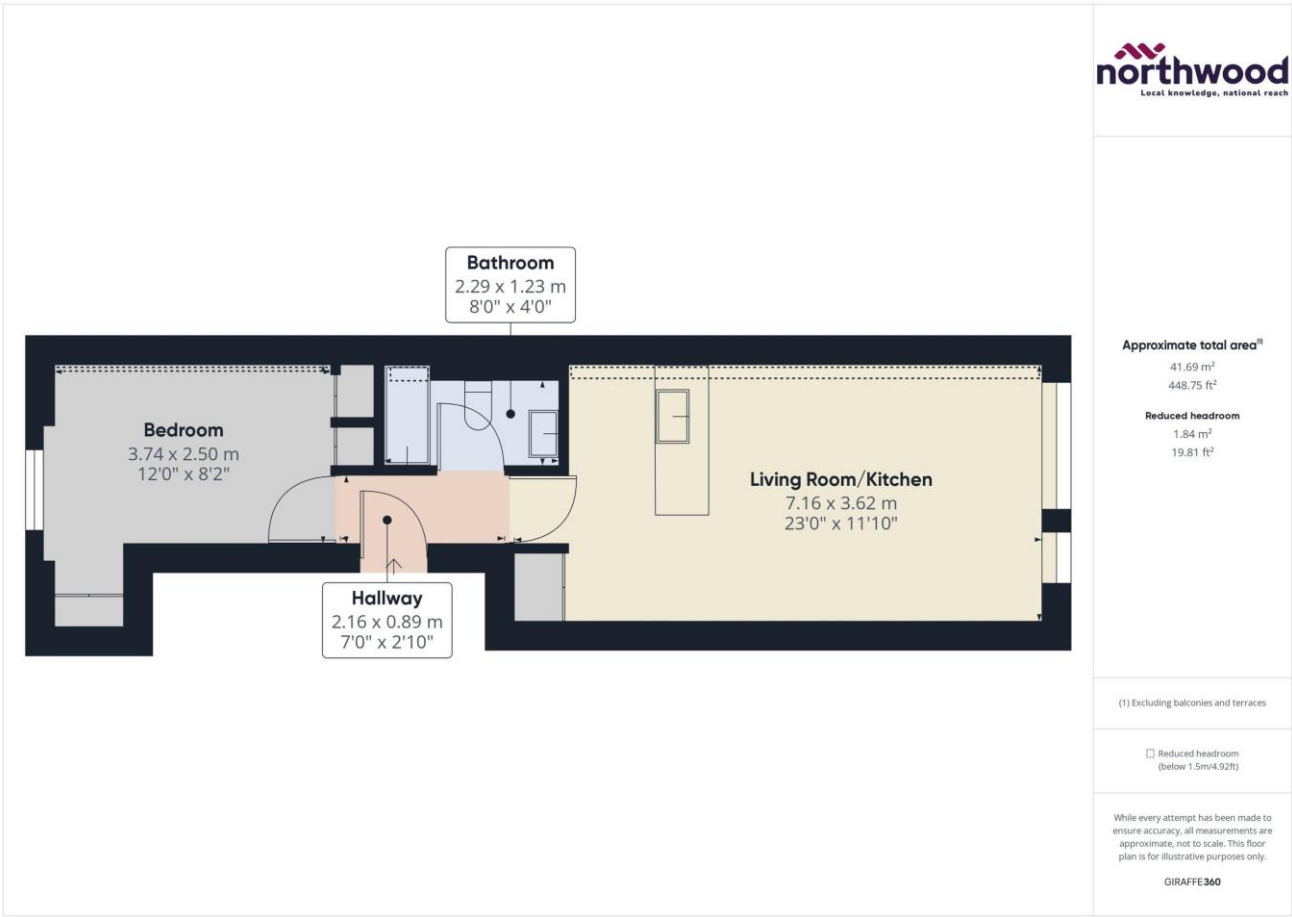 northwood
Local knowledge, national reach
Bathroom
2.29 x 1.23 m
8'0" x 4'0"
Bedroom
3.74 x 2.50 m
12'0" x 8'2"
Living Room/Kitchen
7.16 x 3.62 m
23'0" x 11'10"
Hallway
2.16 x 0.89 m
7'0" x 2'10"
Approximate total area(1)
41.69 m²
448.75 ft²
Reduced headroom
1.84 m²
19.81 ft²
(1) Excluding balconies and terraces
Reduced headroom
(below 1.5m/4.92ft)
While every attempt has been made to
ensure accuracy, all measurements are
approximate, not to scale. This floor
plan is for illustrative purposes only.
GIRAFFE360